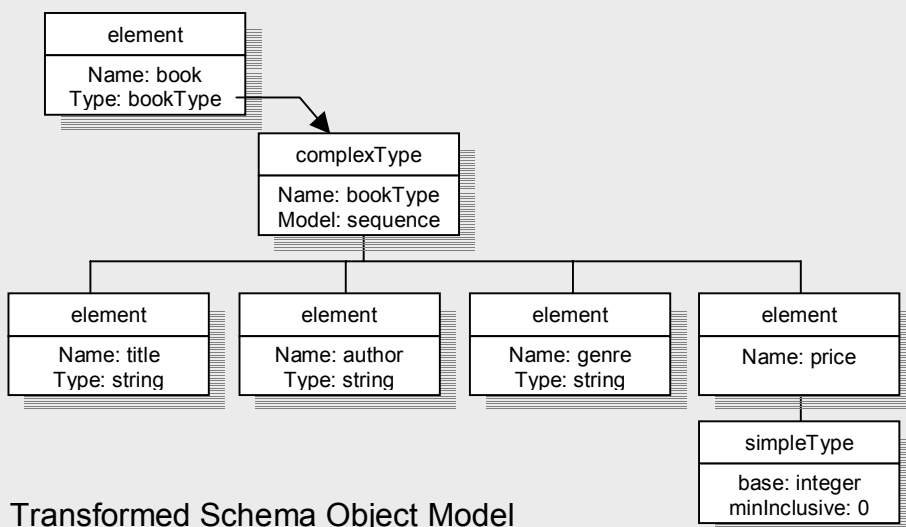 element
Name: book
Type: bookType
complexType
Name: bookType
Model: sequence
element
Name: title
Type: string
element
Name: author
Type: string
element
Name: genre
Type: string
element
Name: price
simpleType
base: integer
minInclusive: 0
Transformed Schema Object Model